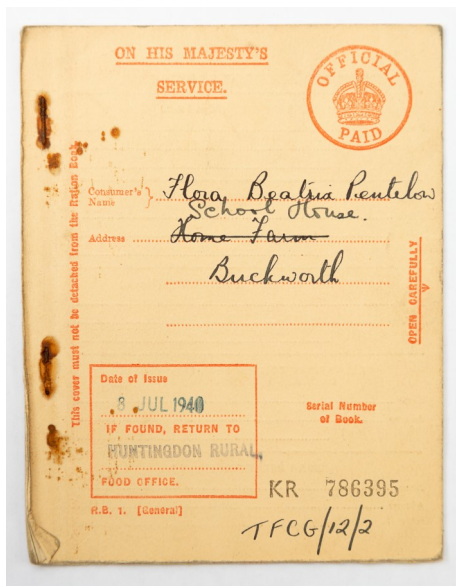 ON HIS MAJESTY'S
SERVICE.
OFFICIAL
PAID
This cover must not be detached from the Ration Book
Consumer's Name } Flora Beatrix Pentelow
School House.
Address Home Farm
Buckworth
OPEN CAREFULLY
Date of Issue
8 JUL 1940
IF FOUND, RETURN TO
HUNTINGDON RURAL.
FOOD OFFICE.
Serial Number
of Book.
KR 786395
R.B. 1. [General]
TFCG/12/2